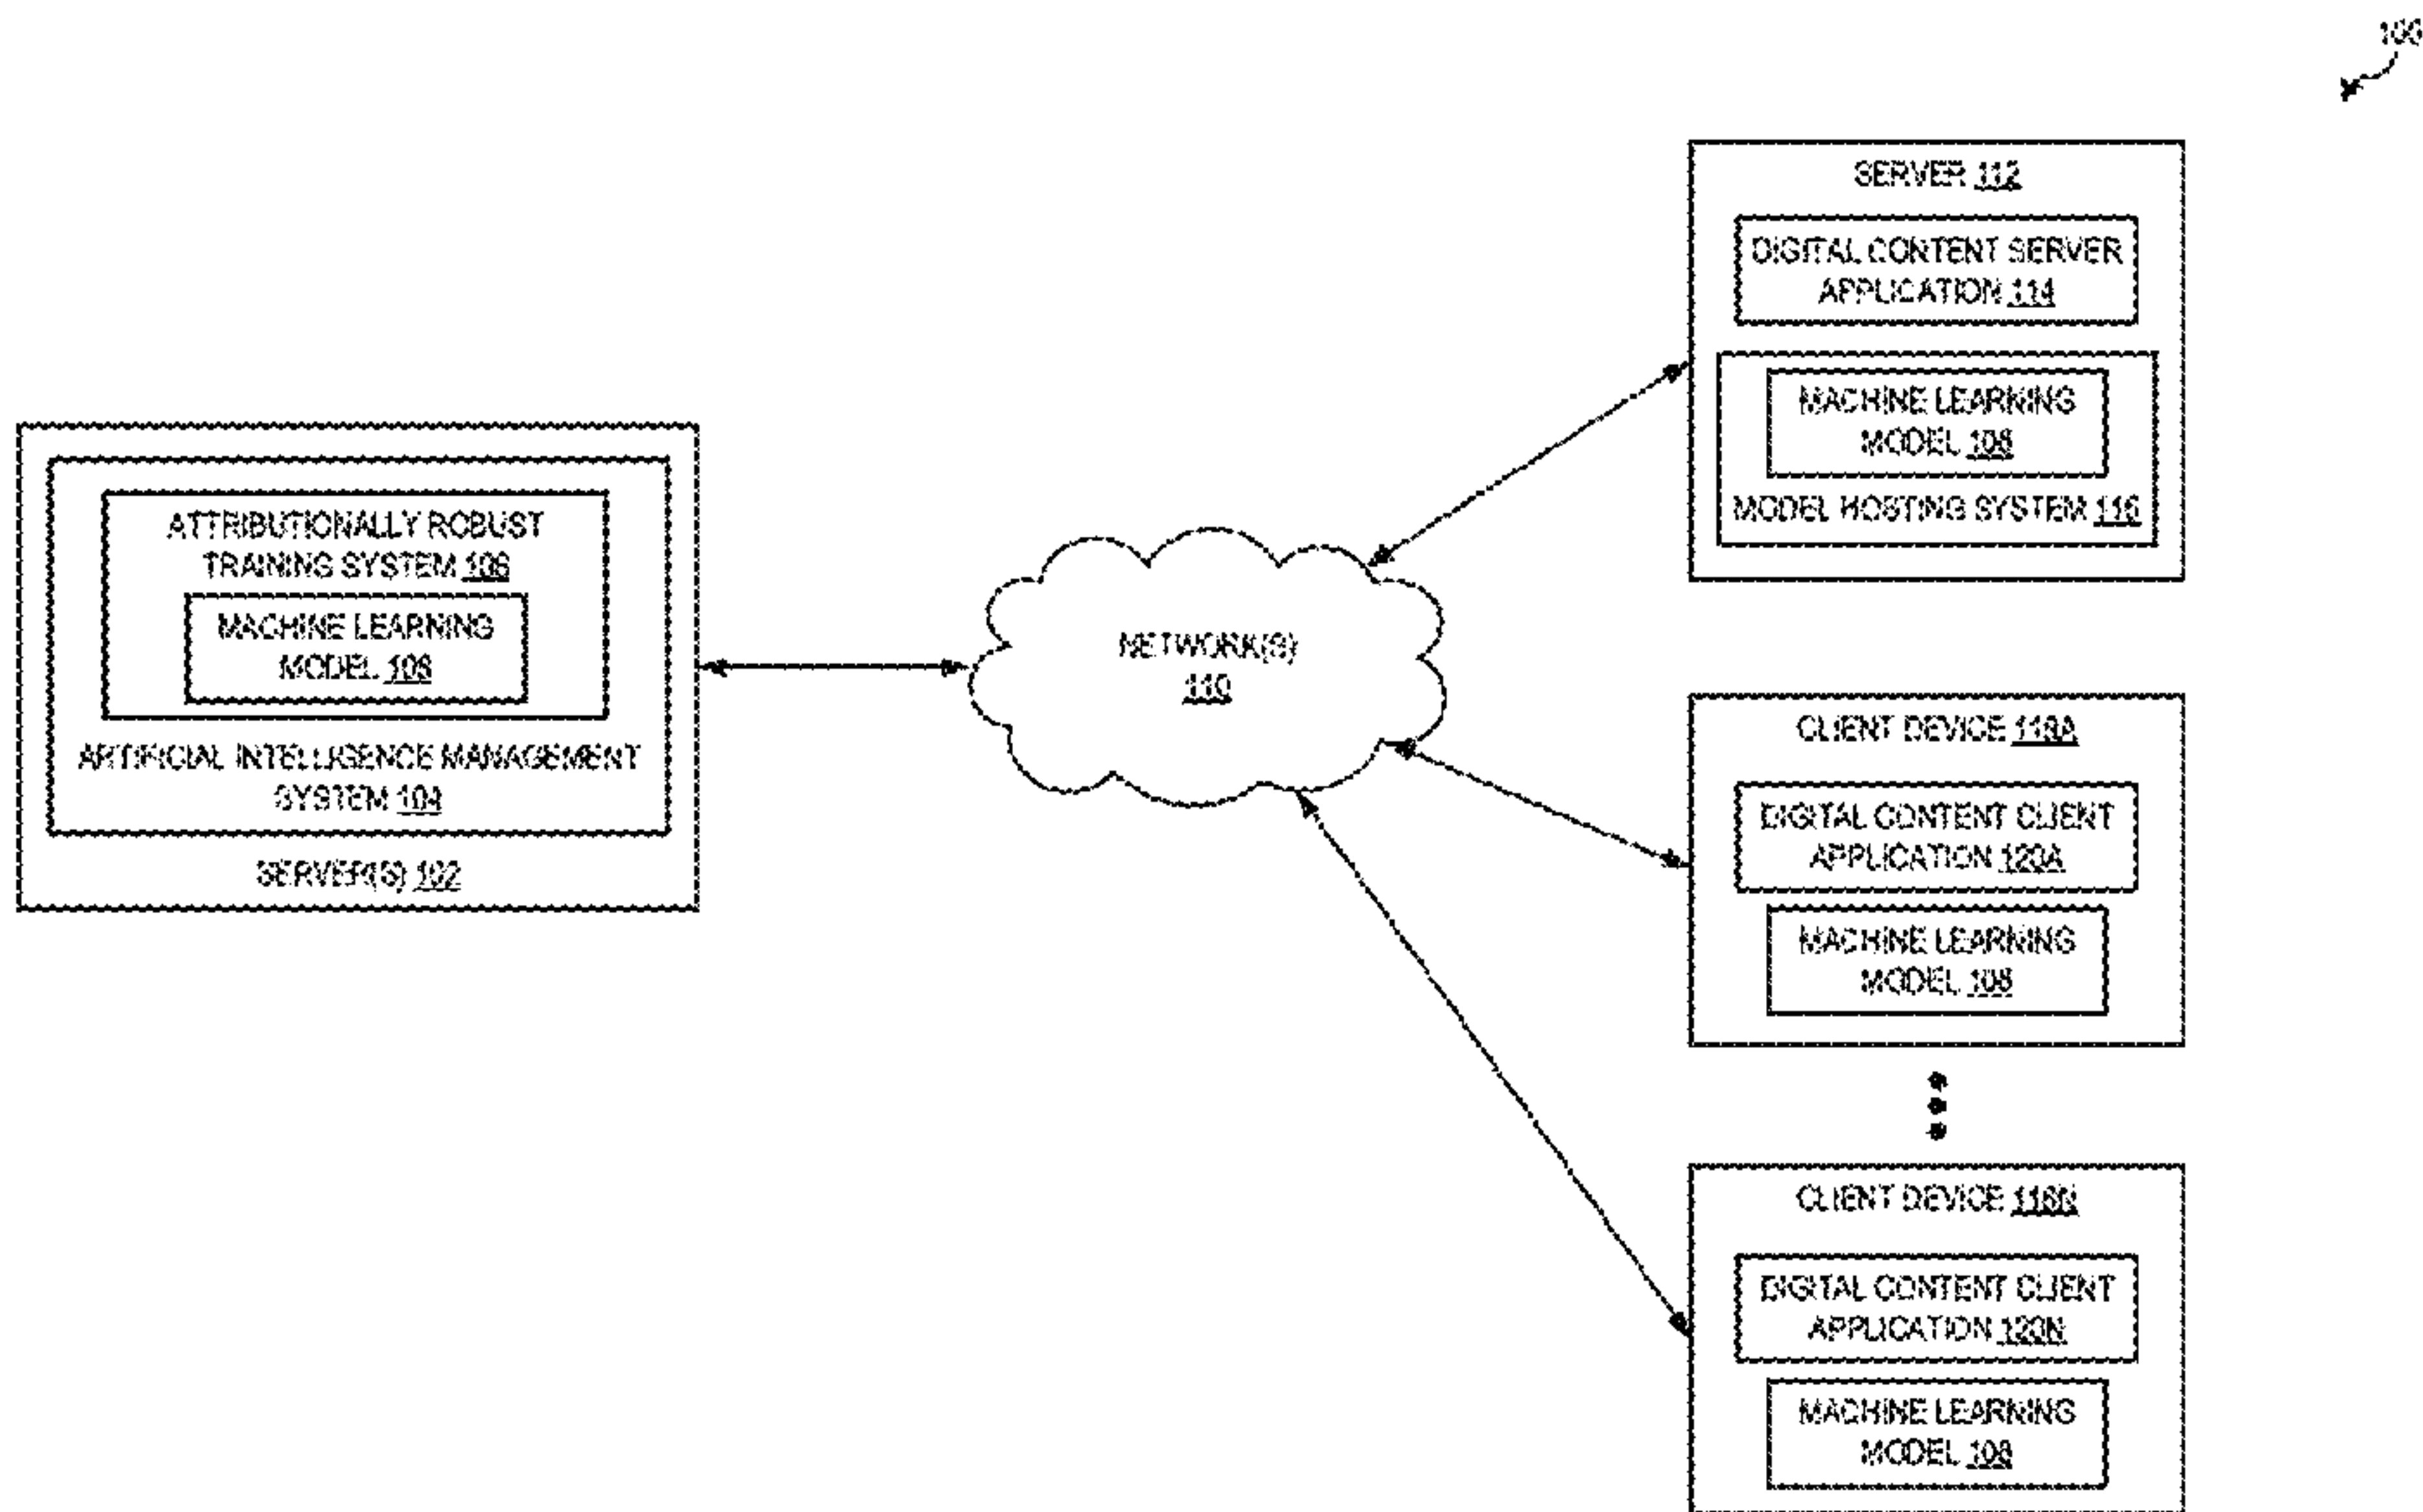 100
SERVER 112
DIGITAL CONTENT SERVER
APPLICATION 114
MACHINE LEARNING
MODEL 108
MODEL HOSTING SYSTEM 116
ATTRIBUTIONALLY ROBUST
TRAINING SYSTEM 106
MACHINE LEARNING
MODEL 108
ARTIFICIAL INTELLIGENCE MANAGEMENT
SYSTEM 104
SERVER(S) 102
NETWORK(S)
110
CLIENT DEVICE 118A
DIGITAL CONTENT CLIENT
APPLICATION 120A
MACHINE LEARNING
MODEL 108
CLIENT DEVICE 118N
DIGITAL CONTENT CLIENT
APPLICATION 120N
MACHINE LEARNING
MODEL 108